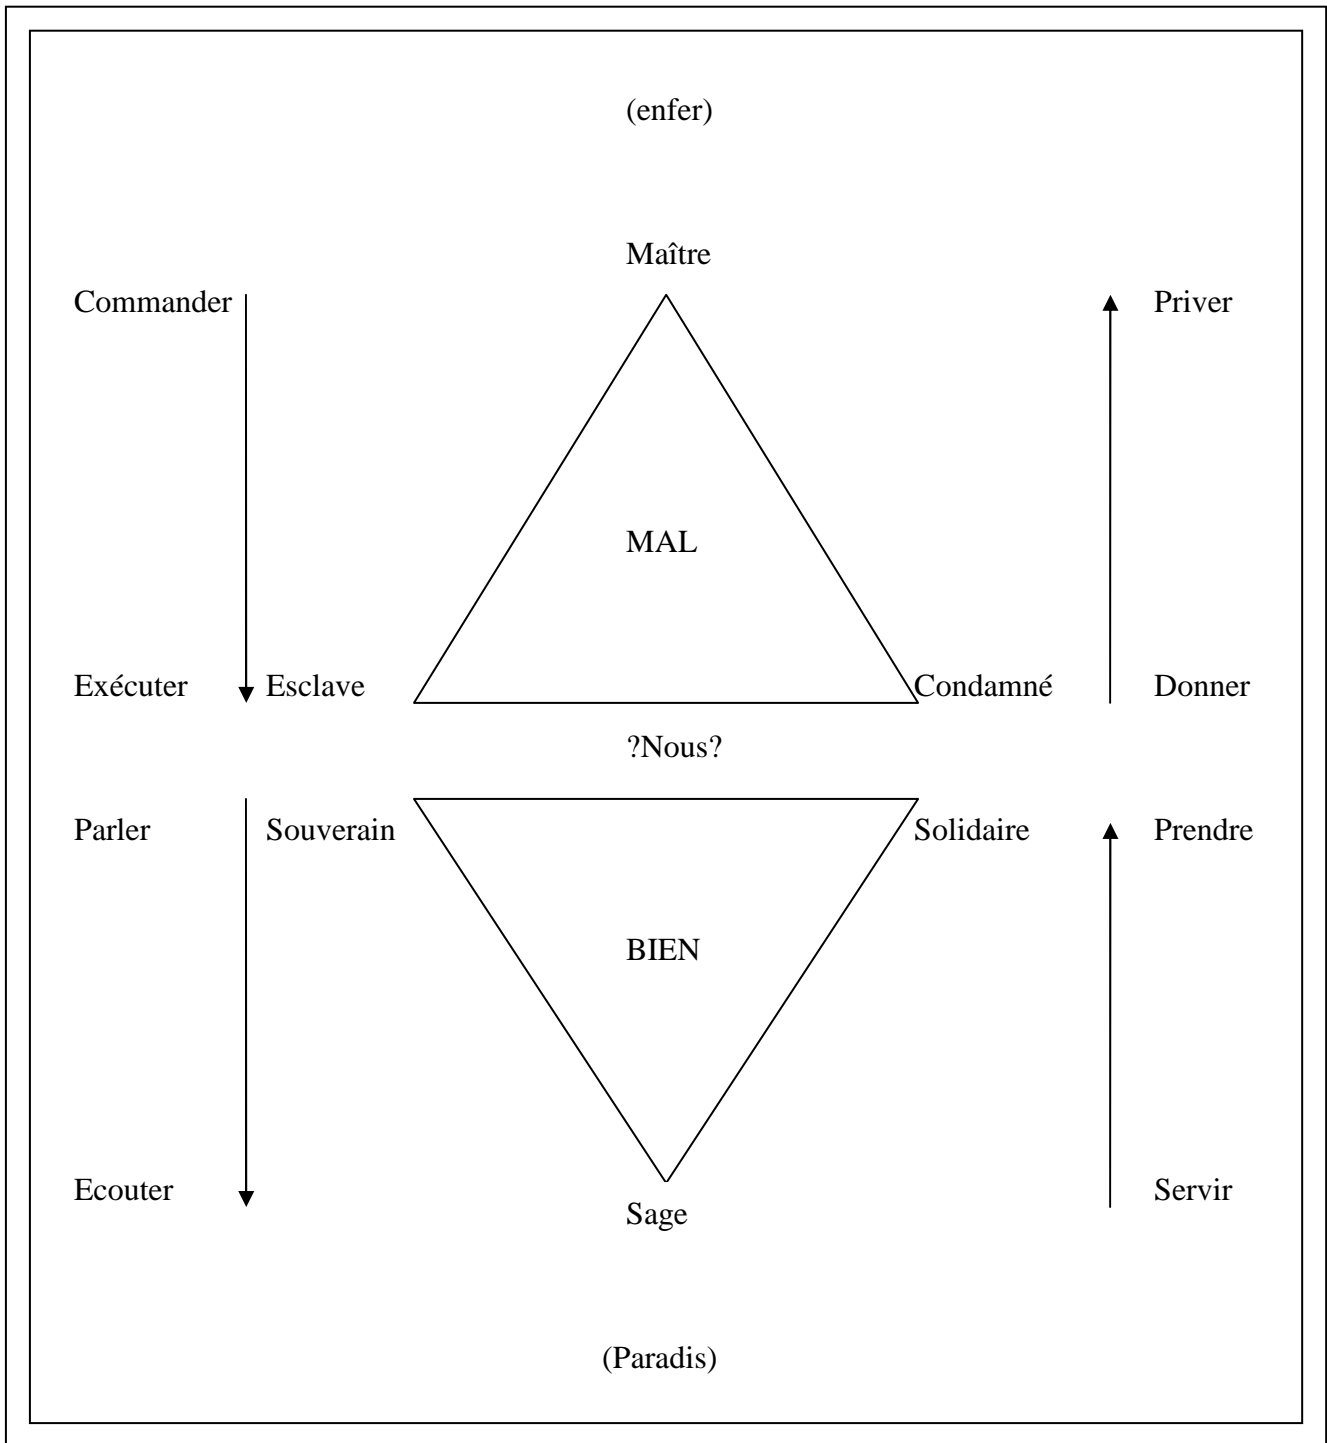 (enfer)
Maître
Commander
Priver
MAL
Exécuter
Esclave
Condamné
Donner
?Nous?
Parler
Souverain
Solidaire
Prendre
BIEN
Ecouter
Servir
Sage
(Paradis)